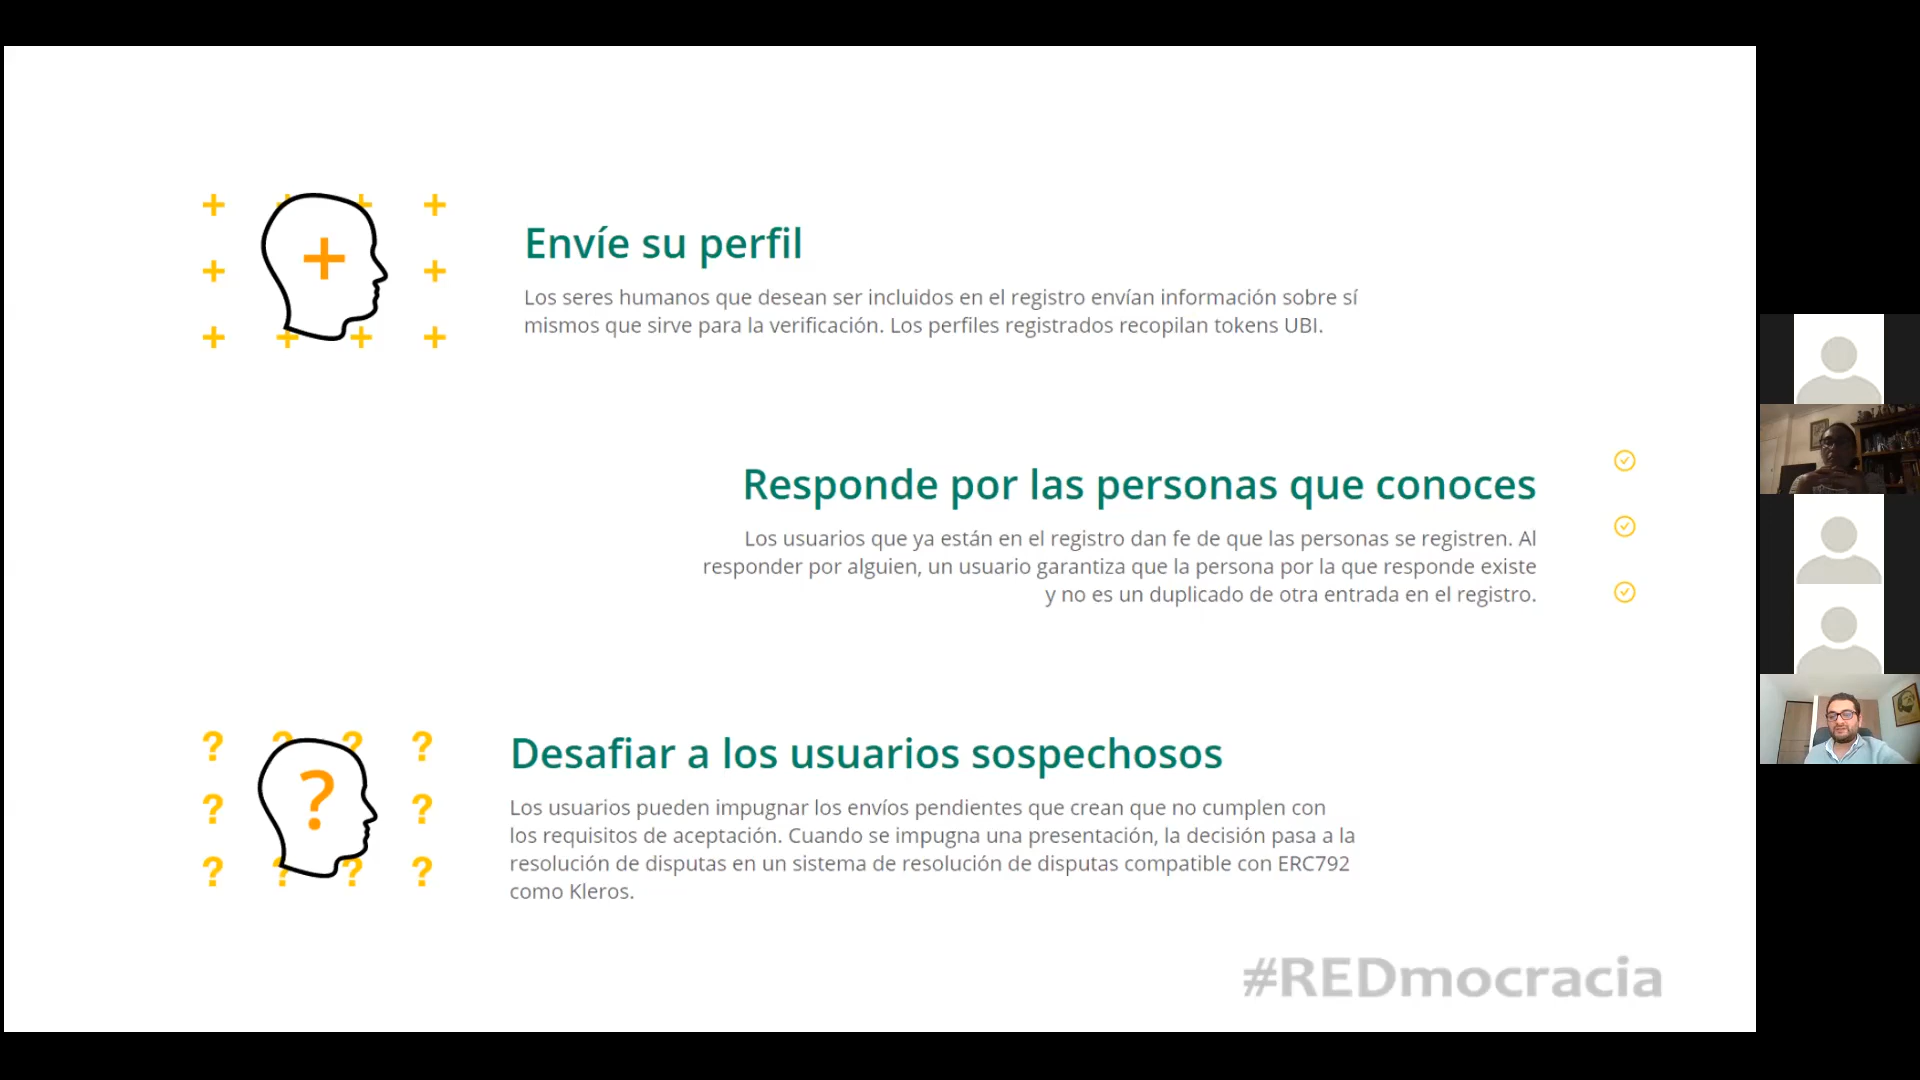 Envíe su perfil
Los seres humanos que desean ser incluidos en el registro envían información sobre sí
mismos que sirve para la verificación. Los perfiles registrados recopilan tokens UBI.
Responde por las personas que conoces
Los usuarios que ya están en el registro dan fe de que las personas se registren. Al
responder por alguien, un usuario garantiza que la persona por la que responde existe
y no es un duplicado de otra entrada en el registro.
Desafiar a los usuarios sospechosos
Los usuarios pueden impugnar los envíos pendientes que crean que no cumplen con
los requisitos de aceptación. Cuando se impugna una presentación, la decisión pasa a la
resolución de disputas en un sistema de resolución de disputas compatible con ERC792
como Kleros.
#REDmocracia